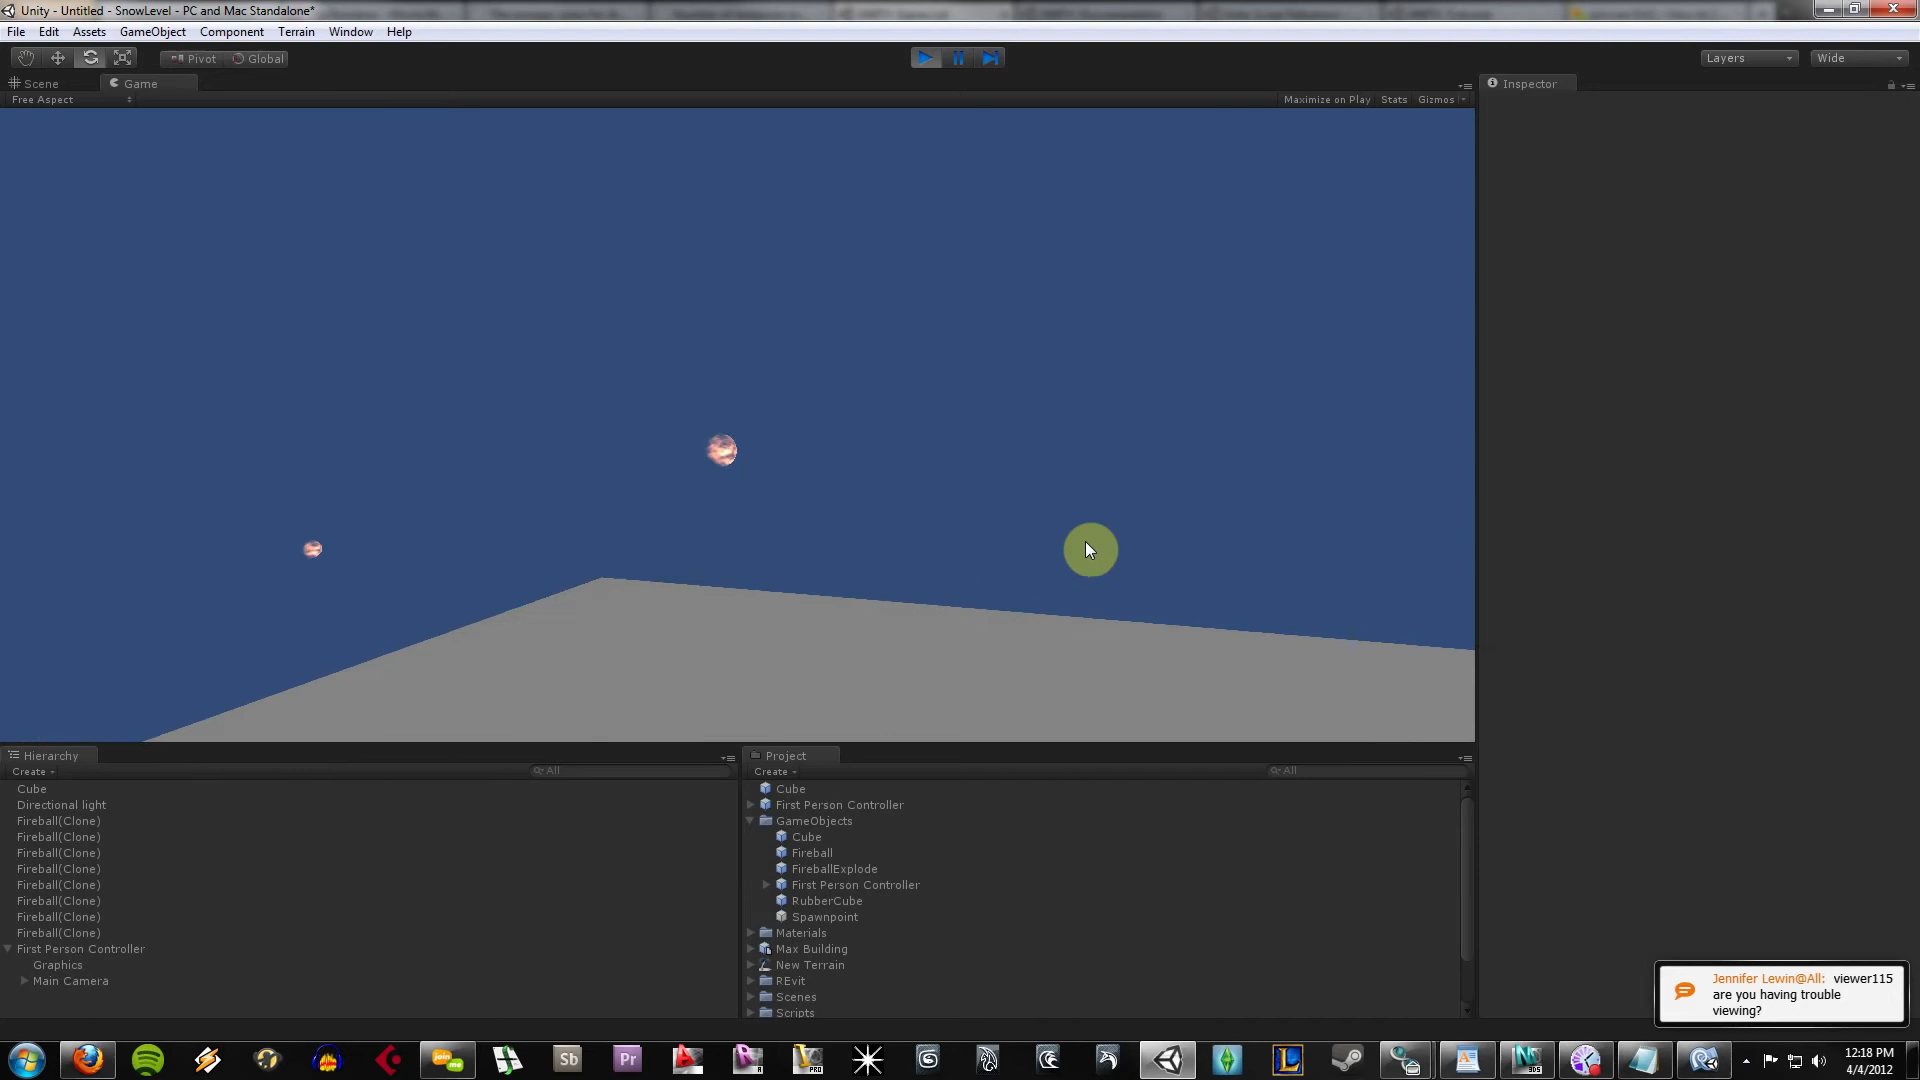 Unity - Untitled - SnowLevel - PC and Mac Standalone*
File Edit Assets GameObject Component Terrain Window Help
Pivot Global Layers Wide
Scene Game Inspector
Free Aspect Maximize on Play Stats Gizmos
Hierarchy
Create All
Cube
Directional light
Fireball(Clone)
Fireball(Clone)
Fireball(Clone)
Fireball(Clone)
Fireball(Clone)
Fireball(Clone)
Fireball(Clone)
Fireball(Clone)
First Person Controller
Graphics
Main Camera
Project
Create All
Cube
First Person Controller
GameObjects
Cube
Fireball
FireballExplode
First Person Controller
RubberCube
Spawnpoint
Materials
Max Building
New Terrain
REvit
Scenes
Scripts
Jennifer Lewin@All: viewer115
are you having trouble
viewing?
join
me
Sb
Pr
PRO
L
12:18 PM
4/4/2012